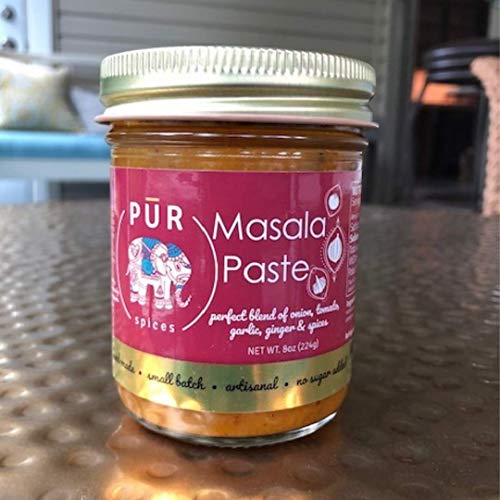 PŪR
spices
Masala
Paste
perfect blend of onion, tomato,
garlic, ginger & spices
NET WT. 8oz (224g)
small batch • artisanal • no sugar added